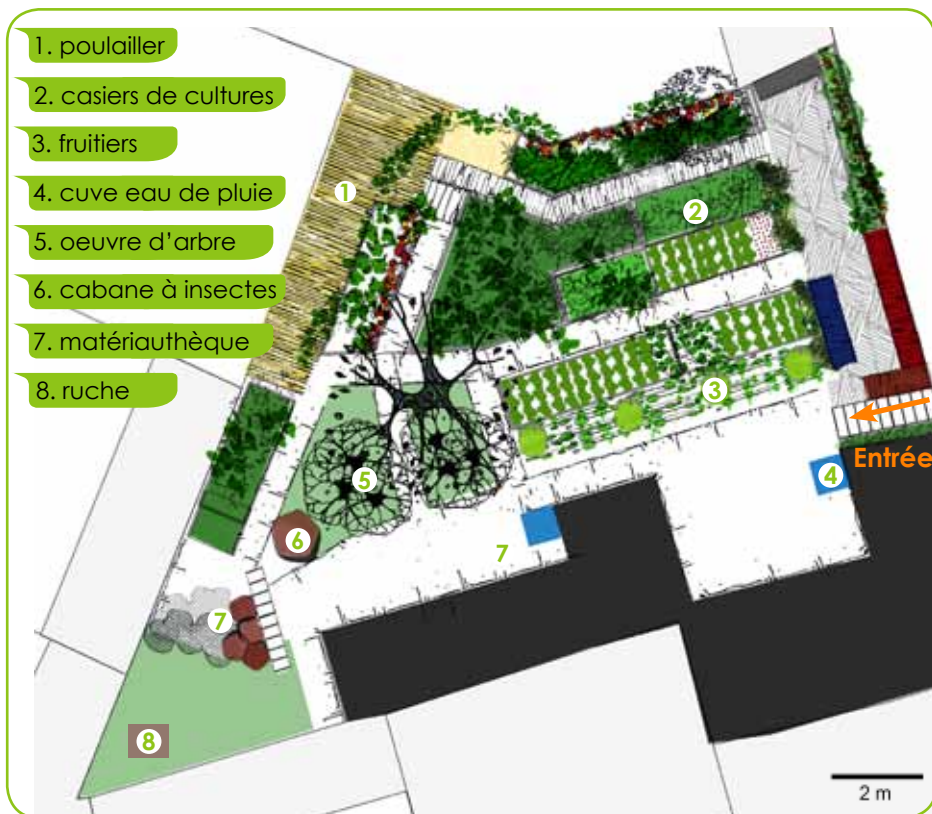 1. poulailler
2. casiers de cultures
3. fruitiers
4. cuve eau de pluie
5. oeuvre d'arbre
6. cabane à insectes
7. matériauthèque
8. ruche
1
2
3
Entrée
4
5
6
7
7
8
2 m